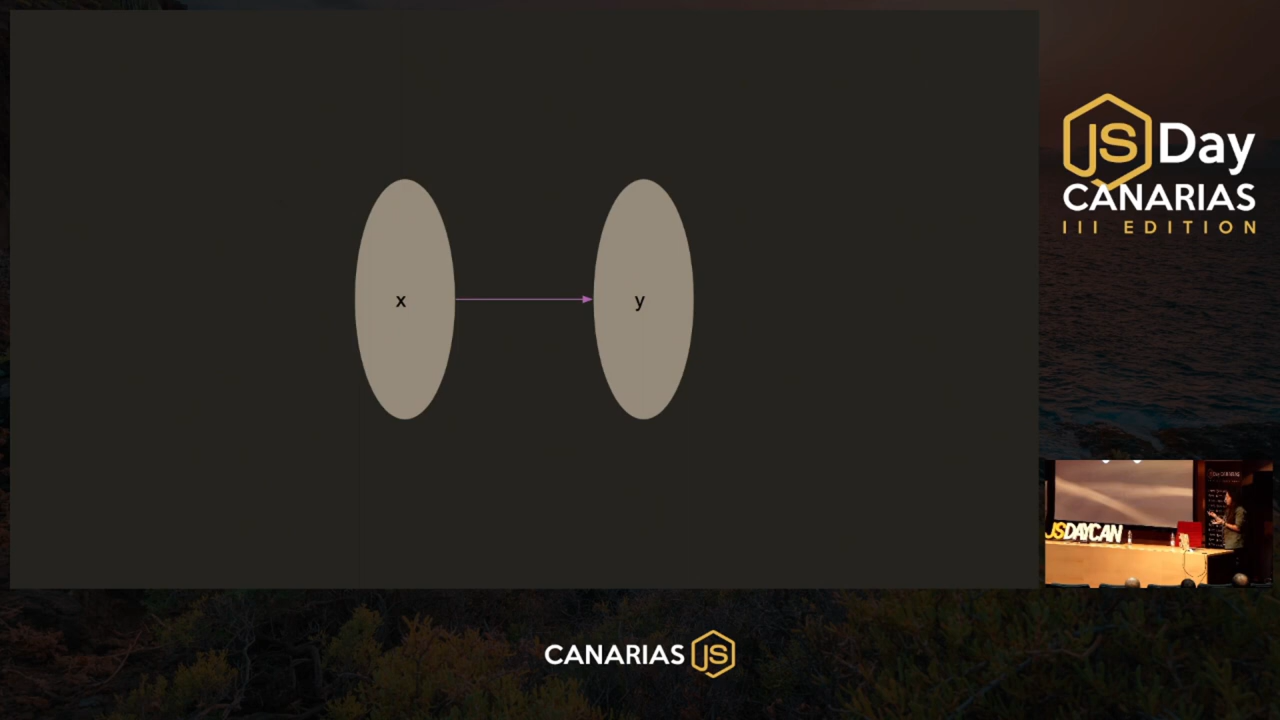 x
y
JS Day
CANARIAS
III EDITION
JSDAYCAN
CANARIAS JS